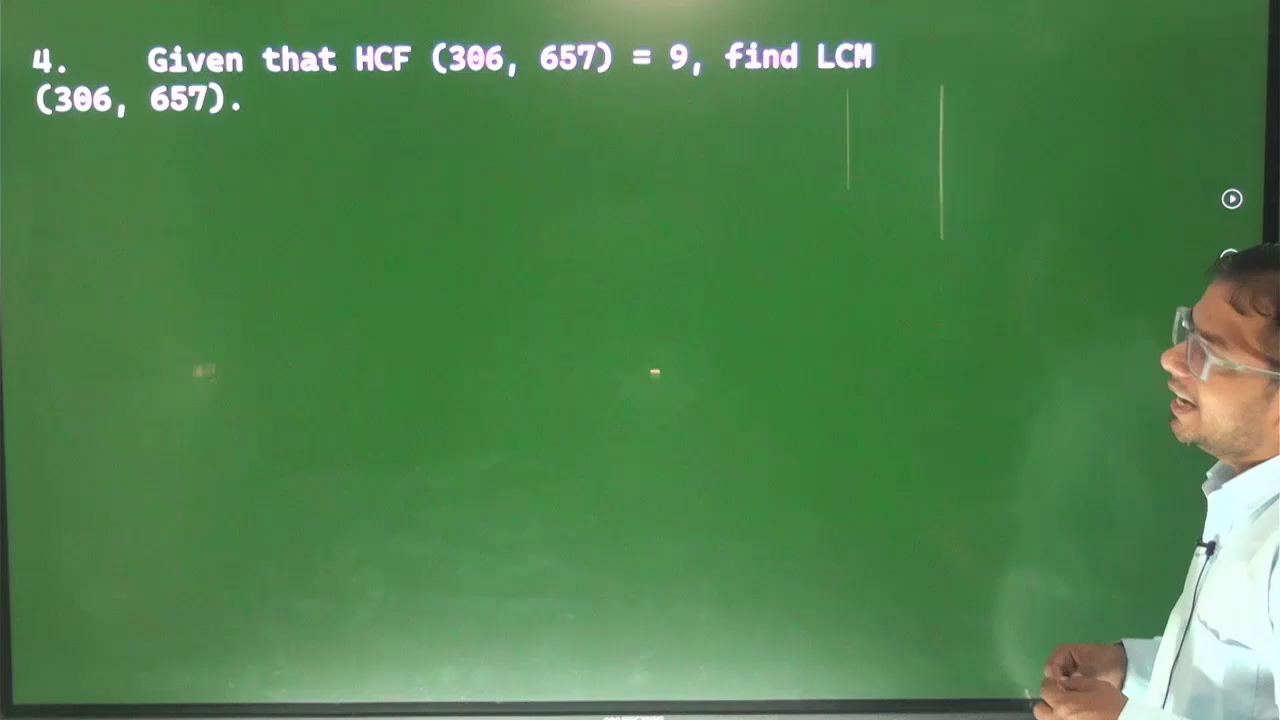 4. Given that HCF (306, 657) = 9, find LCM
(306, 657).